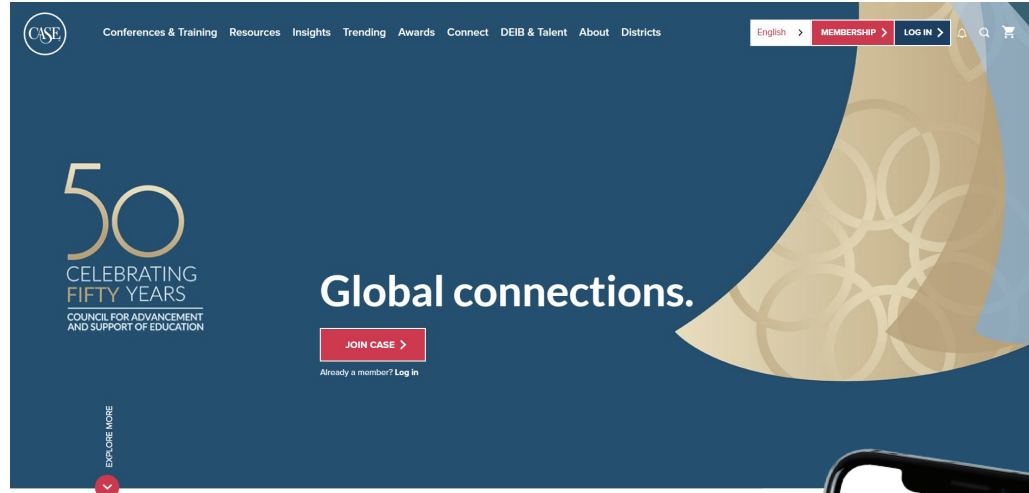 CASE
Conferences & Training Resources Insights Trending Awards Connect DEIB & Talent About Districts
English
MEMBERSHIP
LOG IN
50
CELEBRATING
FIFTY YEARS
COUNCIL FOR ADVANCEMENT
AND SUPPORT OF EDUCATION
Global connections.
JOIN CASE
Already a member? Log in
EXPLORE MORE